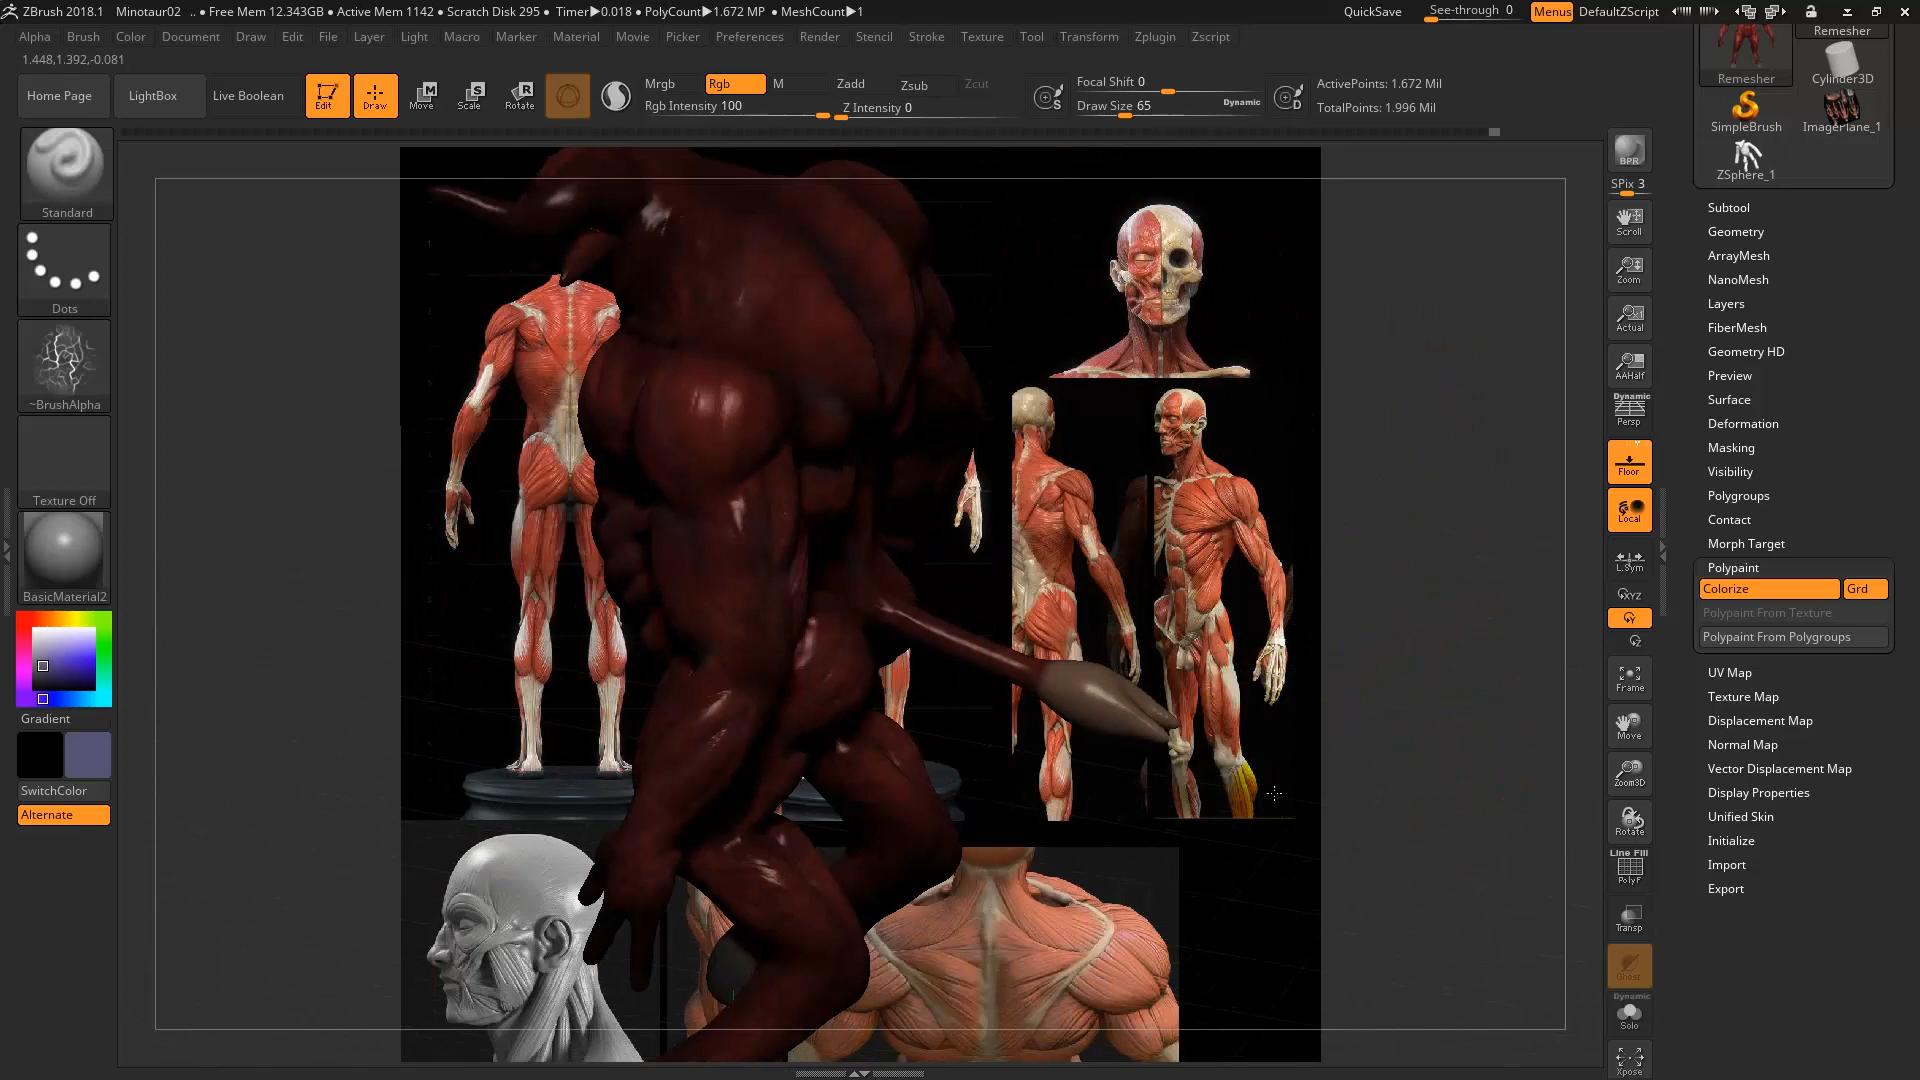 ZBrush 2018.1 Minotaur02 .. ● Free Mem 12.343GB ● Active Mem 1142 ● Scratch Disk 295 ● Timer▶0.018 ● PolyCount▶1.672 MP ● MeshCount▶1 QuickSave See-through 0 Menus DefaultZScript
Alpha Brush Color Document Draw Edit File Layer Light Macro Marker Material Movie Picker Preferences Render Stencil Stroke Texture Tool Transform Zplugin Zscript
1.448,1.392,-0.081
Home Page LightBox Live Boolean Edit Draw Move Scale Rotate
Mrgb Rgb M Zadd Zsub Zcut
Rgb Intensity 100 Z Intensity 0
Focal Shift 0
Draw Size 65 Dynamic
ActivePoints: 1.672 Mil
TotalPoints: 1.996 Mil
Standard
Dots
~BrushAlpha
Texture Off
BasicMaterial2
Gradient
SwitchColor
Alternate
BPR
SPix 3
Scroll
Zoom
Actual
AAHalf
Dynamic
Persp
Floor
Local
L.Sym
XYZ
Y
Z
Frame
Move
Zoom3D
Rotate
Line Fill
PolyF
Transp
Ghost
Dynamic
Solo
Xpose
Remesher
Remesher
Cylinder3D
SimpleBrush
ImagePlane_1
ZSphere_1
Subtool
Geometry
ArrayMesh
NanoMesh
Layers
FiberMesh
Geometry HD
Preview
Surface
Deformation
Masking
Visibility
Polygroups
Contact
Morph Target
Polypaint
Colorize Grd
Polypaint From Texture
Polypaint From Polygroups
UV Map
Texture Map
Displacement Map
Normal Map
Vector Displacement Map
Display Properties
Unified Skin
Initialize
Import
Export